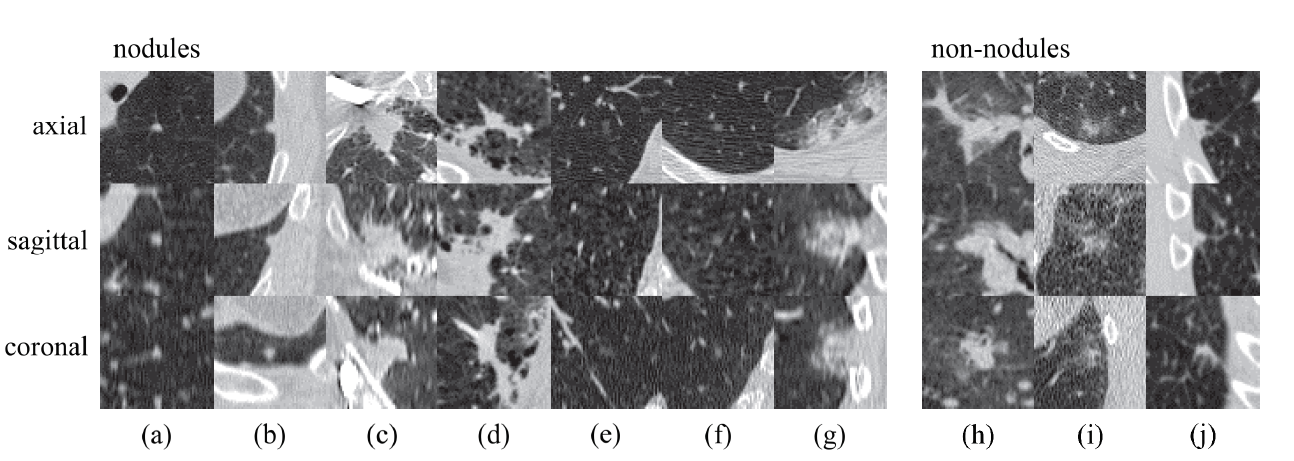 nodules non-nodules
axial
sagittal
coronal
(a) (b) (c) (d) (e) (f) (g) (h) (i) (j)